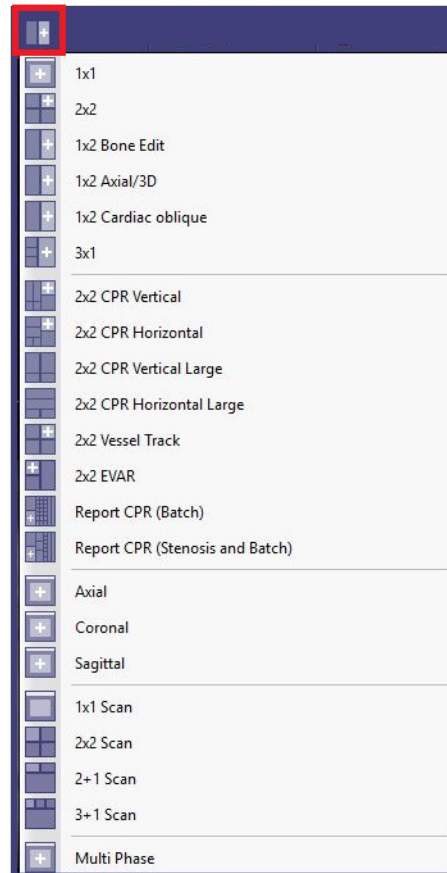 1x1
2x2
1x2 Bone Edit
1x2 Axial/3D
1x2 Cardiac oblique
3x1
2x2 CPR Vertical
2x2 CPR Horizontal
2x2 CPR Vertical Large
2x2 CPR Horizontal Large
2x2 Vessel Track
2x2 EVAR
Report CPR (Batch)
Report CPR (Stenosis and Batch)
Axial
Coronal
Sagittal
1x1 Scan
2x2 Scan
2+1 Scan
3+1 Scan
Multi Phase